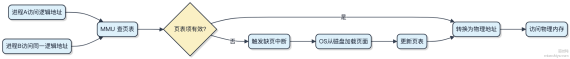 进程A访问逻辑地址
进程B访问同一逻辑地址
MMU 查页表
页表项有效?
是
否
触发缺页中断
OS从磁盘加载页面
更新页表
转换为物理地址
访问物理内存